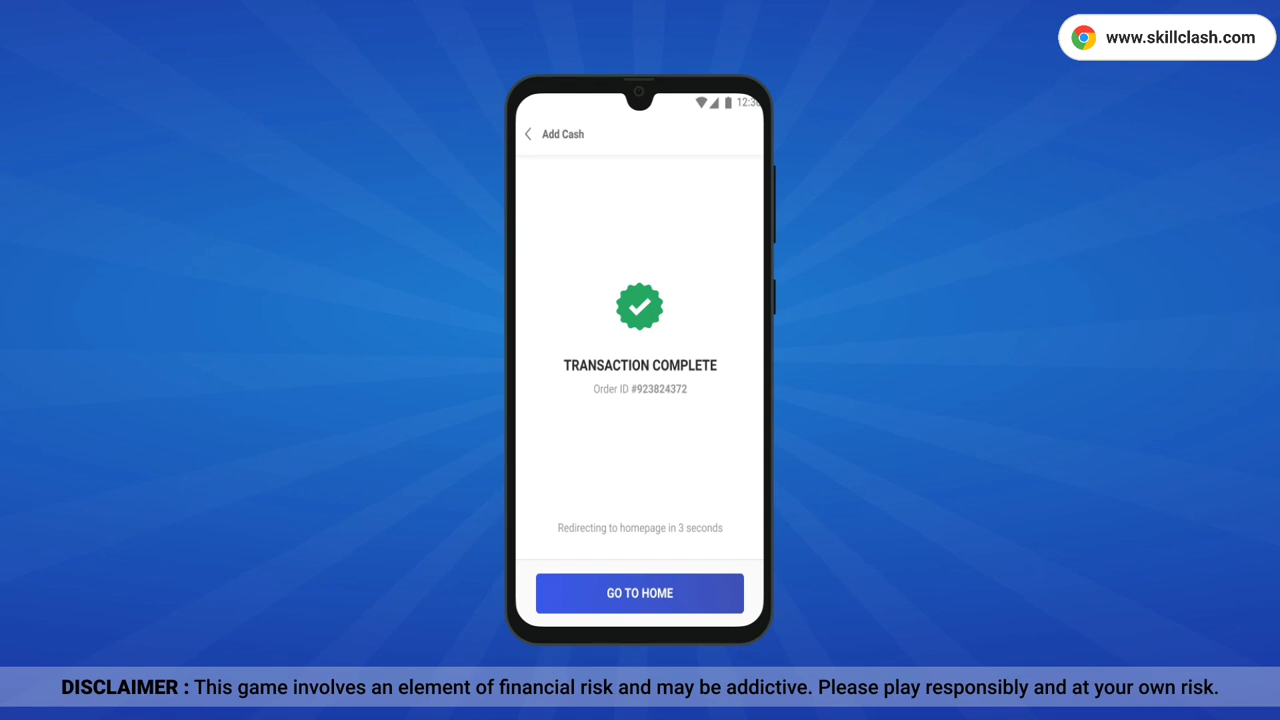 www.skillclash.com
Add Cash
TRANSACTION COMPLETE
Order ID #923824372
Redirecting to homepage in 3 seconds
GO TO HOME
DISCLAIMER : This game involves an element of financial risk and may be addictive. Please play responsibly and at your own risk.